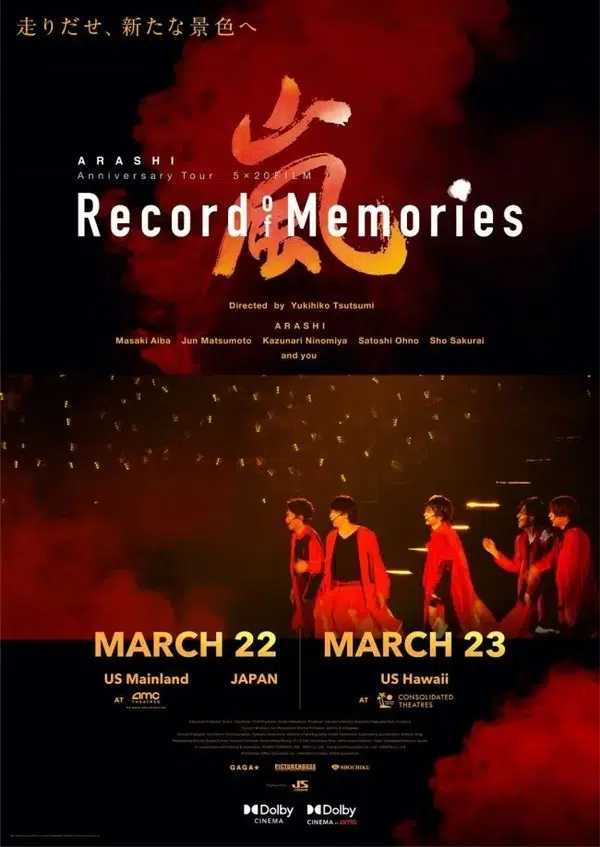 走りだせ、新たな景色へ
嵐
ARASHI
Anniversary Tour 5×20 FILM
Record of Memories
Directed by Yukihiko Tsutsumi
ARASHI
Masaki Aiba Jun Matsumoto Kazunari Ninomiya Satoshi Ohno Sho Sakurai
and you
MARCH 22 MARCH 23
US Mainland JAPAN US Hawaii
AT amc THEATRES AT CONSOLIDATED THEATRES
GAGA★ PICTUREHOUSE SHOCHIKU
JS
Dolby CINEMA Dolby CINEMA AT amc